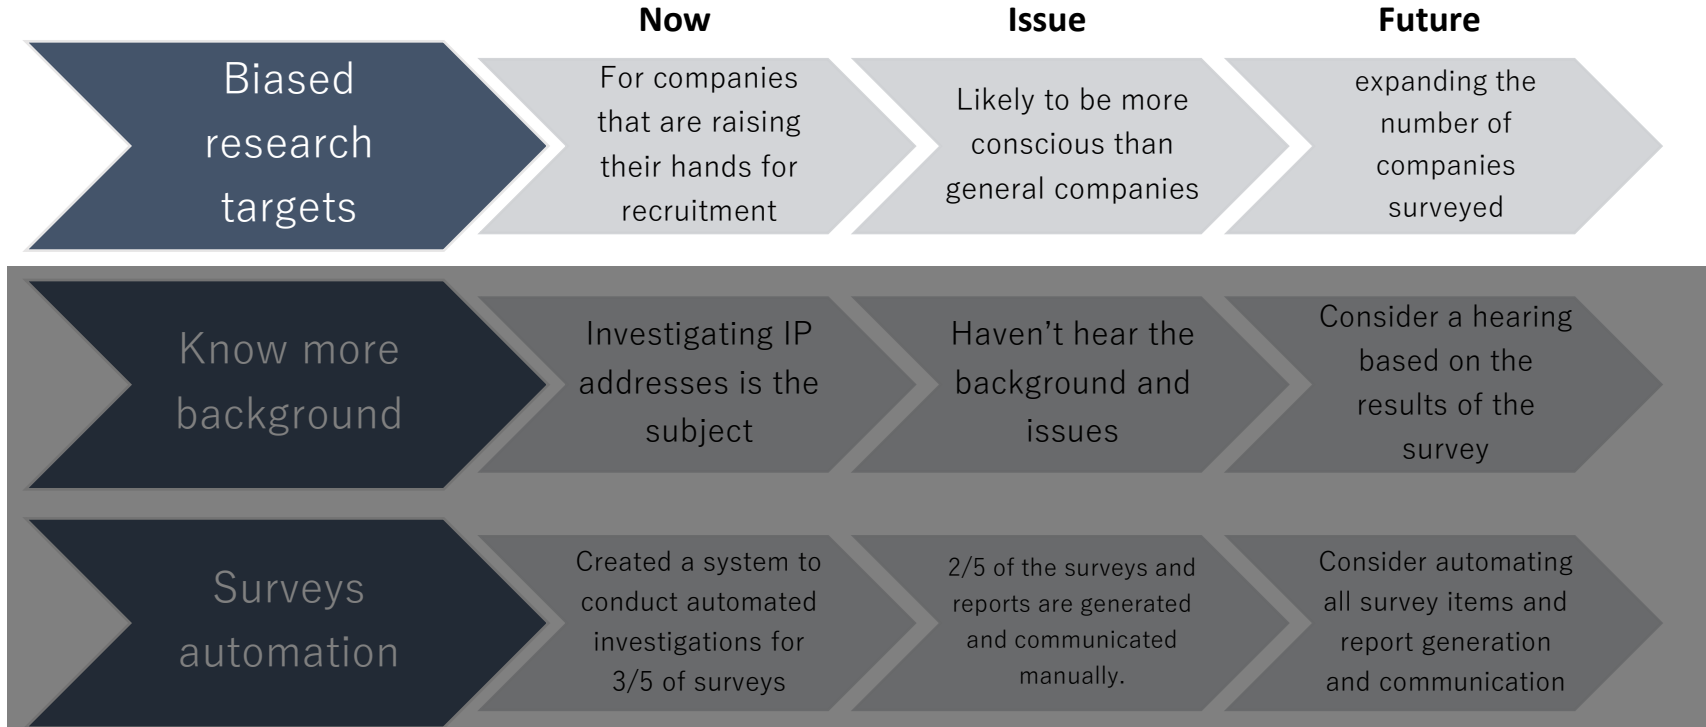 Now
Issue
Future
Biased
research
targets
For companies
that are raising
their hands for
recruitment
Likely to be more
conscious than
general companies
expanding the
number of
companies
surveyed
Know more
background
Investigating IP
addresses is the
subject
Haven’t hear the
background and
issues
Consider a hearing
based on the
results of the
survey
Surveys
automation
Created a system to
conduct automated
investigations for
3/5 of surveys
2/5 of the surveys and
reports are generated
and communicated
manually.
Consider automating
all survey items and
report generation
and communication